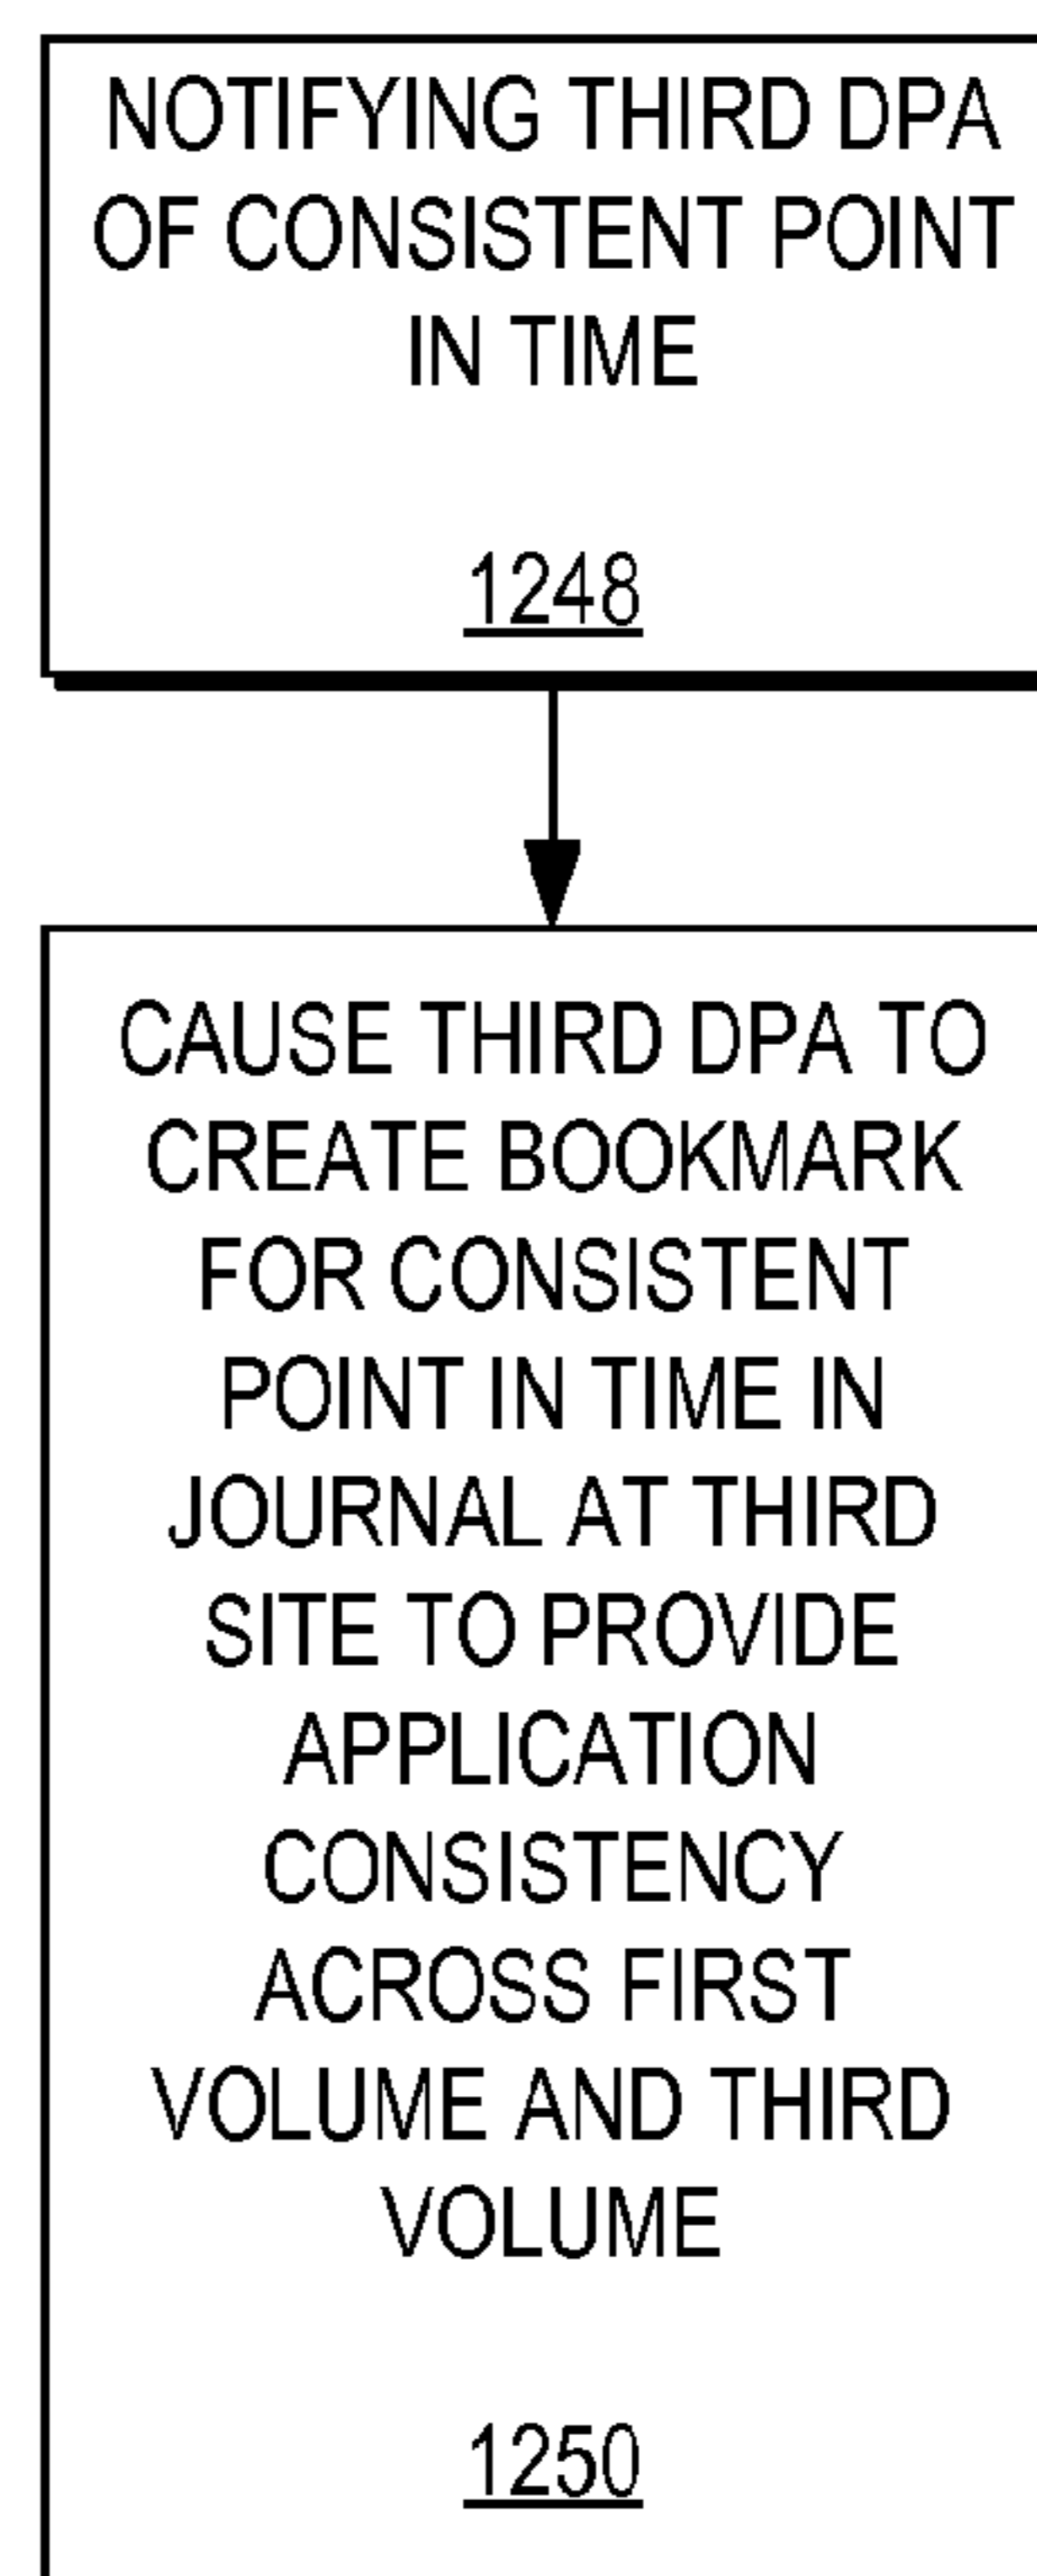 NOTIFYING THIRD DPA
OF CONSISTENT POINT
IN TIME
1248
CAUSE THIRD DPA TO
CREATE BOOKMARK
FOR CONSISTENT
POINT IN TIME IN
JOURNAL AT THIRD
SITE TO PROVIDE
APPLICATION
CONSISTENCY
ACROSS FIRST
VOLUME AND THIRD
VOLUME
1250